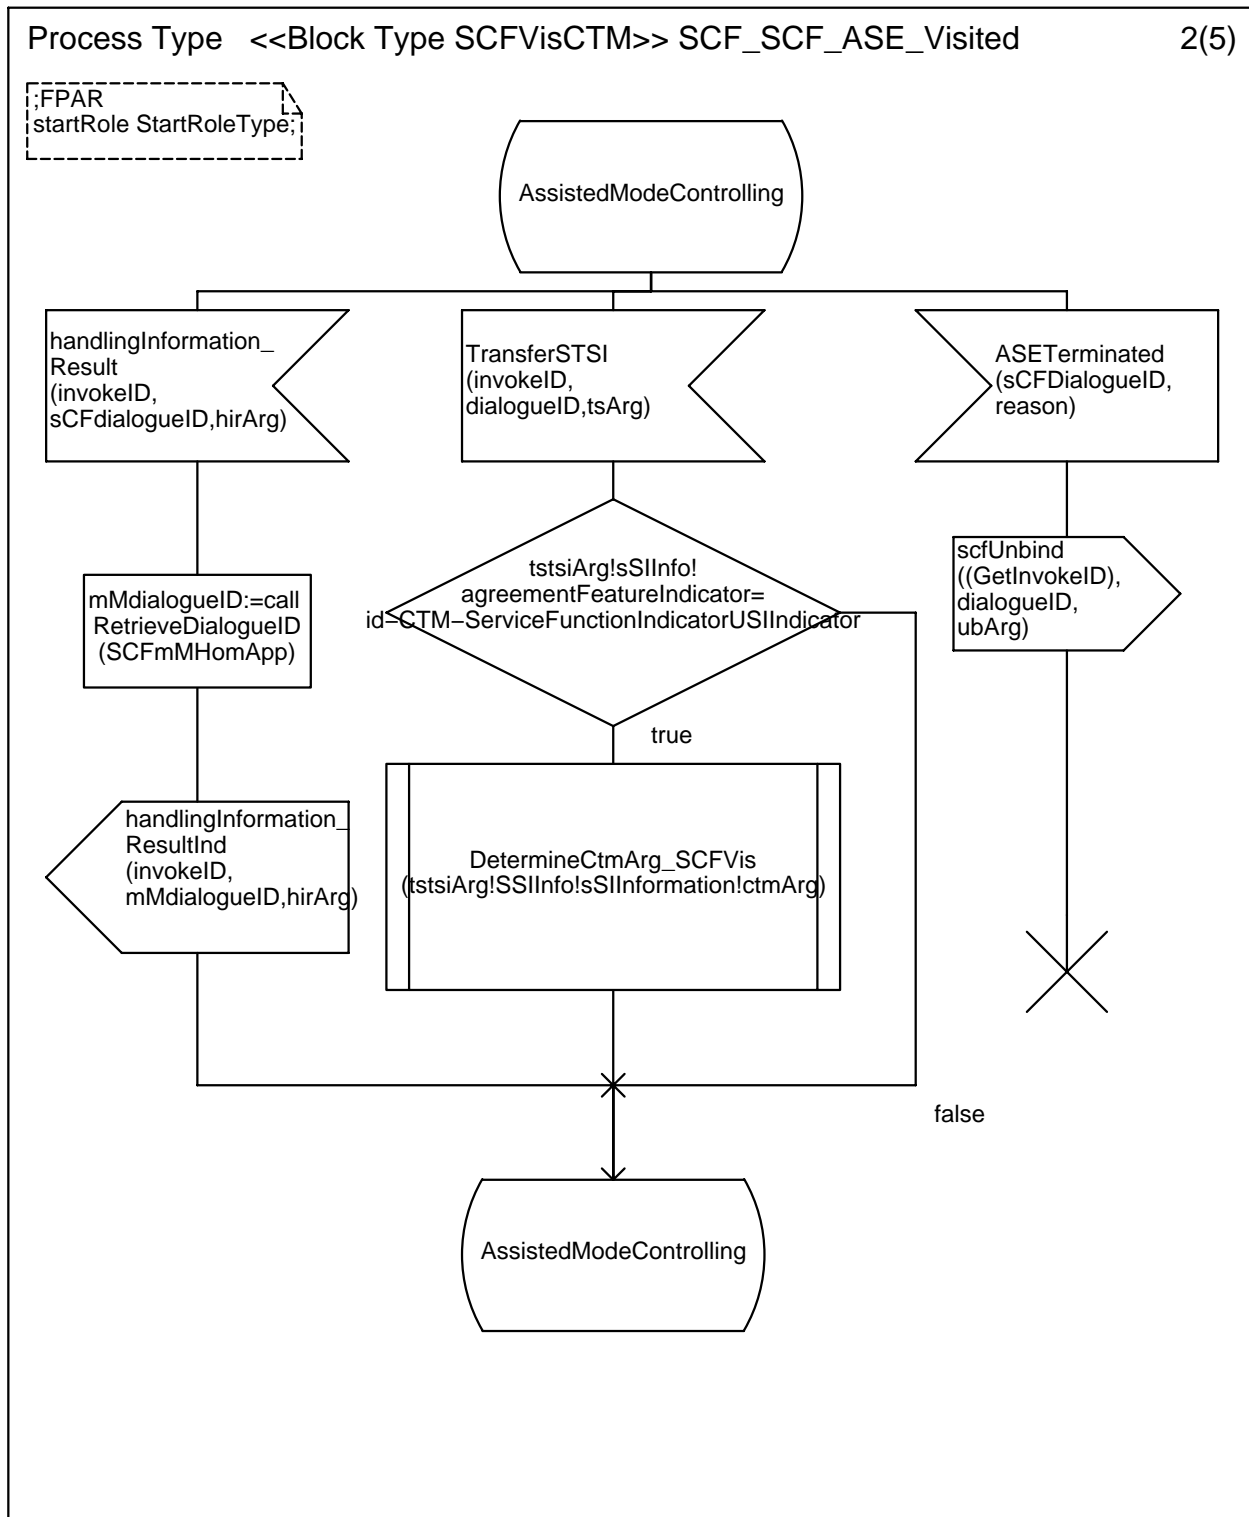 Process Type <<Block Type SCFVisCTM>> SCF_SCF_ASE_Visited 2(5)
;FPAR
startRole StartRoleType;
AssistedModeControlling
handlingInformation_
Result
(invokeID,
sCFdialogueID,hirArg)
TransferSTSI
(invokeID,
dialogueID,tsArg)
ASETerminated
(sCFDialogueID,
reason)
mMdialogueID:=call
RetrieveDialogueID
(SCFmMHomApp)
tstsiArg!sSIInfo!
agreementFeatureIndicator=
id−CTM−ServiceFunctionIndicatorUSIIndicator
scfUnbind
((GetInvokeID),
dialogueID,
ubArg)
true
handlingInformation_
ResultInd
(invokeID,
mMdialogueID,hirArg)
DetermineCtmArg_SCFVis
(tstsiArg!SSIInfo!sSIInformation!ctmArg)
false
AssistedModeControlling